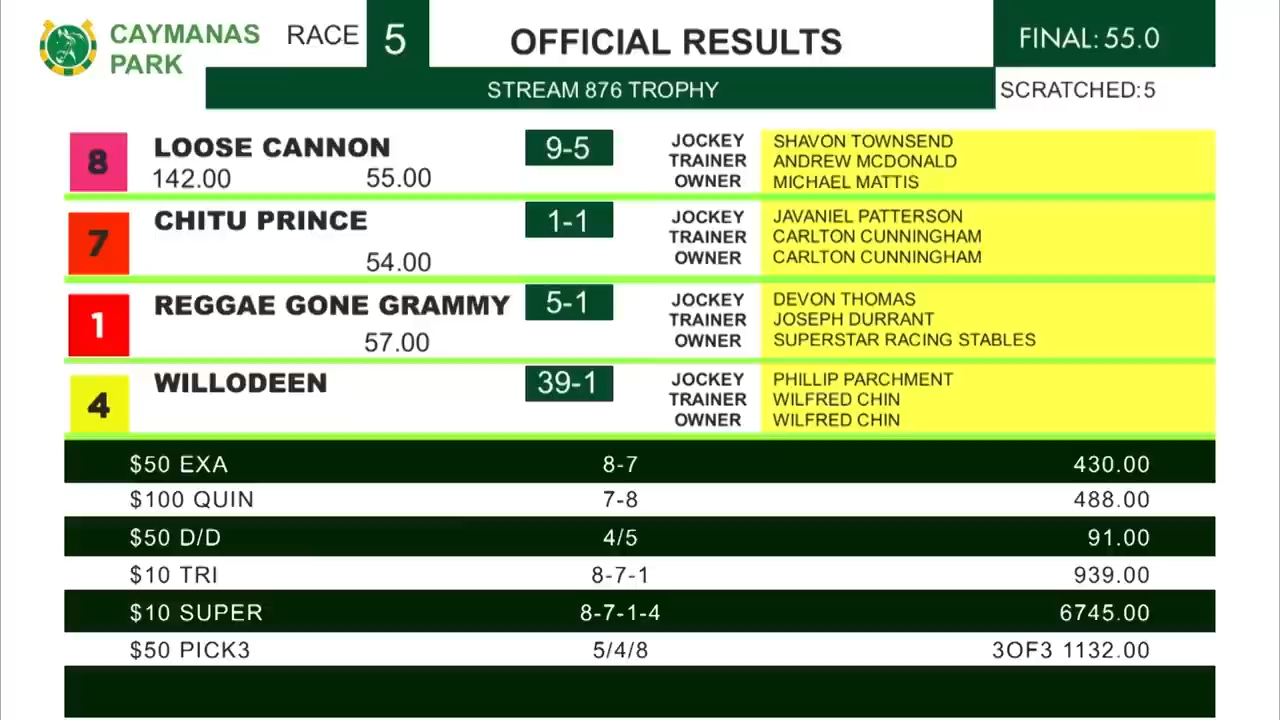 CAYMANAS
PARK
RACE 5
OFFICIAL RESULTS
FINAL: 55.0
STREAM 876 TROPHY
SCRATCHED: 5
8
LOOSE CANNON
9-5
142.00 55.00
JOCKEY SHAVON TOWNSEND
TRAINER ANDREW MCDONALD
OWNER MICHAEL MATTIS
7
CHITU PRINCE
1-1
54.00
JOCKEY JAVANIEL PATTERSON
TRAINER CARLTON CUNNINGHAM
OWNER CARLTON CUNNINGHAM
1
REGGAE GONE GRAMMY
5-1
57.00
JOCKEY DEVON THOMAS
TRAINER JOSEPH DURRANT
OWNER SUPERSTAR RACING STABLES
4
WILLODEEN
39-1
JOCKEY PHILLIP PARCHMENT
TRAINER WILFRED CHIN
OWNER WILFRED CHIN
$50 EXA 8-7 430.00
$100 QUIN 7-8 488.00
$50 D/D 4/5 91.00
$10 TRI 8-7-1 939.00
$10 SUPER 8-7-1-4 6745.00
$50 PICK3 5/4/8 3OF3 1132.00